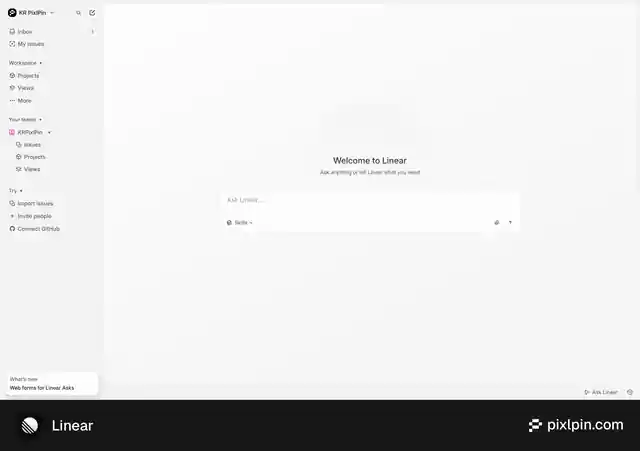 KR PixlPin
Inbox
1
My issues
Workspace
Projects
Views
More
Your teams
KRPixlPin
Issues
Projects
Views
Try
Import issues
Invite people
Connect GitHub
Welcome to Linear
Ask anything or tell Linear what you need
Ask Linear...
Skills
What's new
Web forms for Linear Asks
Ask Linear
Linear
pixlpin.com